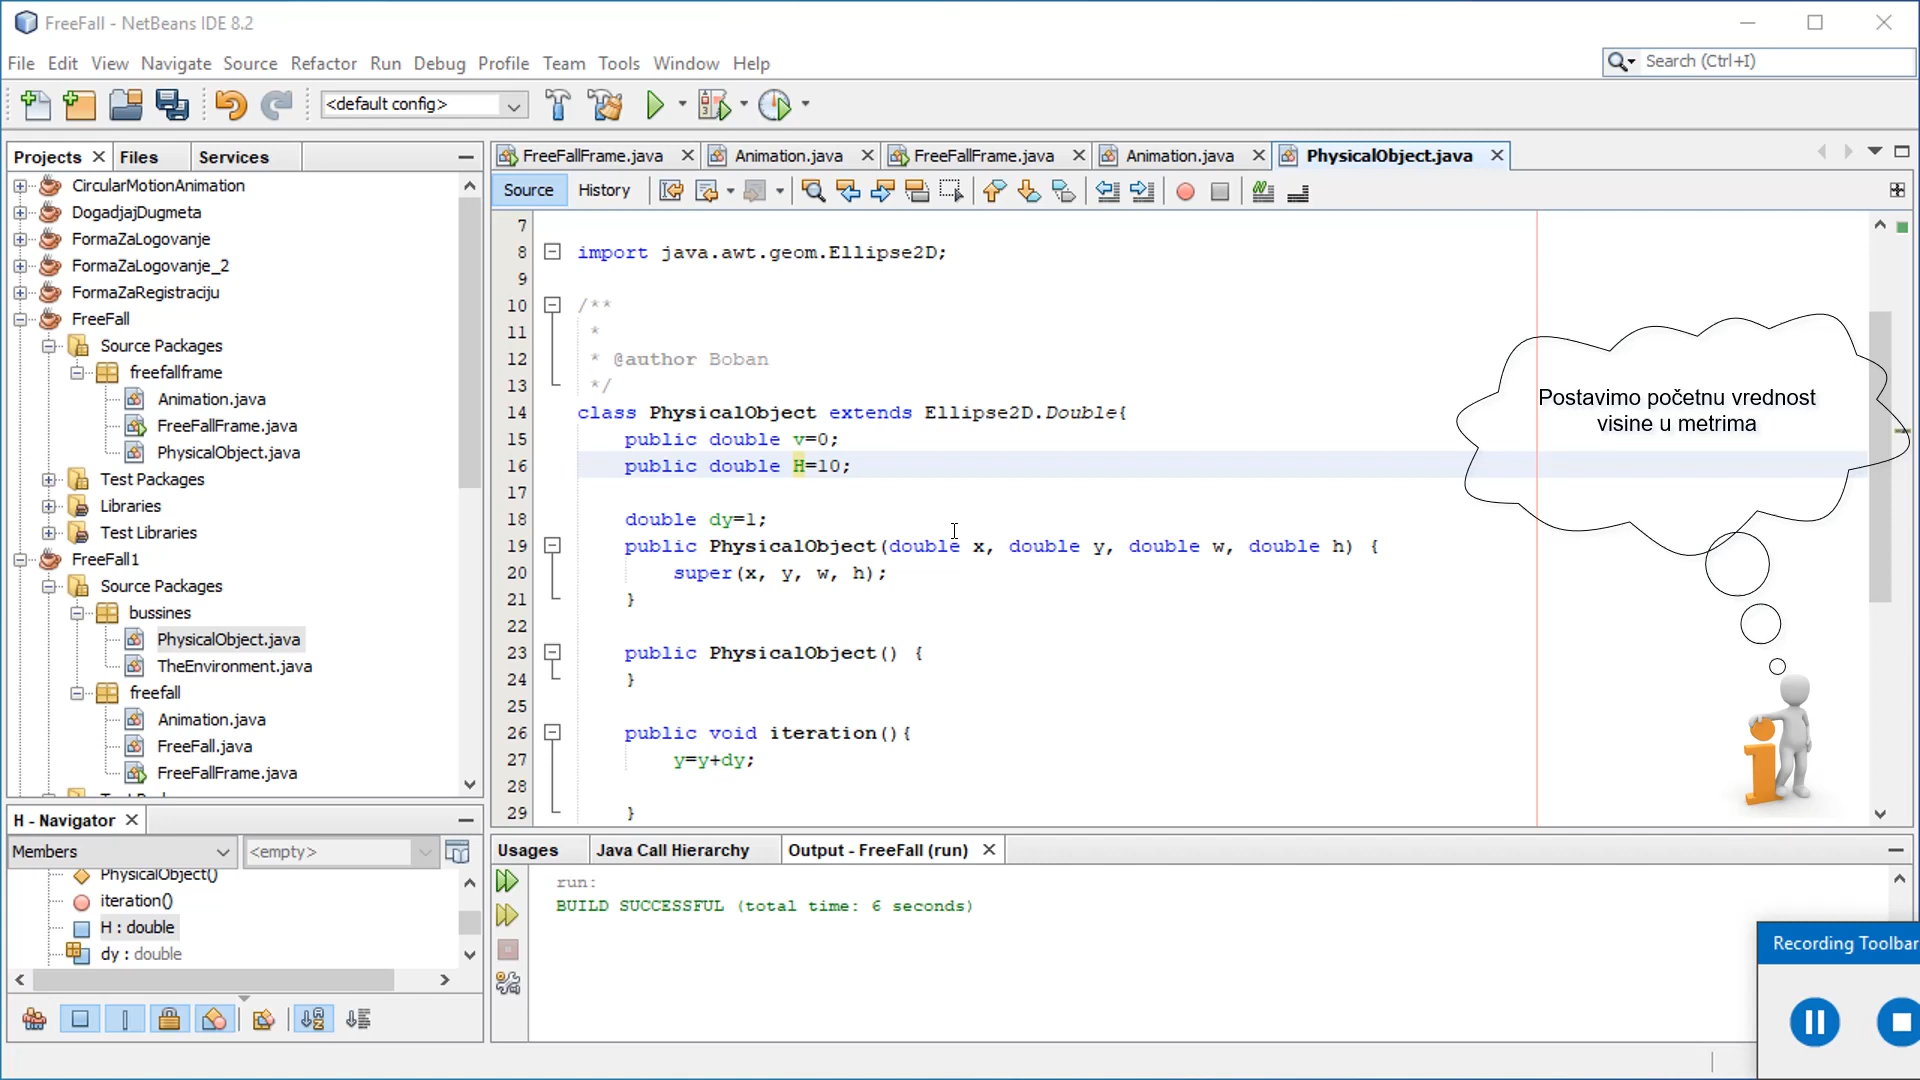 FreeFall - NetBeans IDE 8.2
File Edit View Navigate Source Refactor Run Debug Profile Team Tools Window Help
Search (Ctrl+I)
<default config>
Projects Files Services
FreeFallFrame.java Animation.java FreeFallFrame.java Animation.java PhysicalObject.java
Source History
CircularMotionAnimation
DogadjajDugmeta
FormaZaLogovanje
FormaZaLogovanje_2
FormaZaRegistraciju
FreeFall
Source Packages
freefallframe
Animation.java
FreeFallFrame.java
PhysicalObject.java
Test Packages
Libraries
Test Libraries
FreeFall1
Source Packages
bussines
PhysicalObject.java
TheEnvironment.java
freefall
Animation.java
FreeFall.java
FreeFallFrame.java
7
8 import java.awt.geom.Ellipse2D;
9
10 /**
11 *
12 * @author Boban
13 */
14 class PhysicalObject extends Ellipse2D.Double{
15 public double v=0;
16 public double H=10;
17
18 double dy=1;
19 public PhysicalObject(double x, double y, double w, double h) {
20 super(x, y, w, h);
21 }
22
23 public PhysicalObject() {
24 }
25
26 public void iteration(){
27 y=y+dy;
28
29 }
Postavimo početnu vrednost
visine u metrima
H - Navigator
Members <empty>
PhysicalObject()
iteration()
H : double
dy : double
Usages Java Call Hierarchy Output - FreeFall (run)
run:
BUILD SUCCESSFUL (total time: 6 seconds)
Recording Toolbar